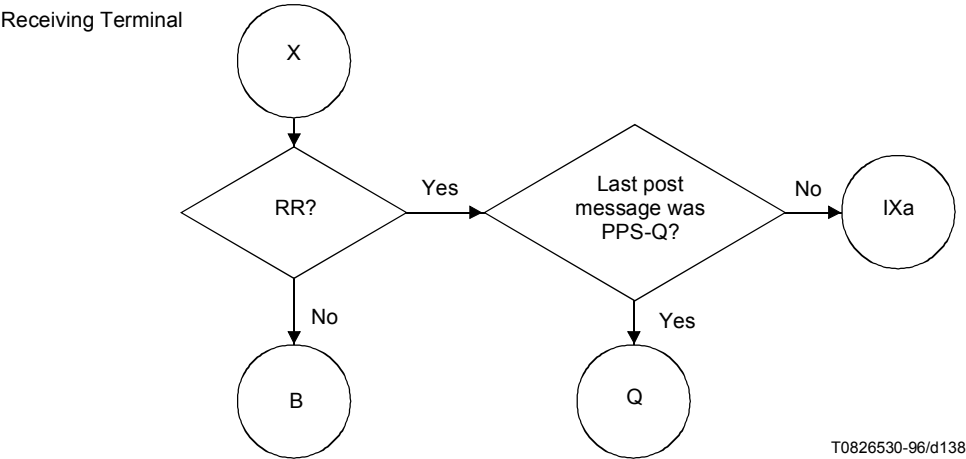 Receiving Terminal
X
RR?
Yes
Last post
message was
PPS-Q?
No
IXa
No
Yes
B
Q
T0826530-96/d138